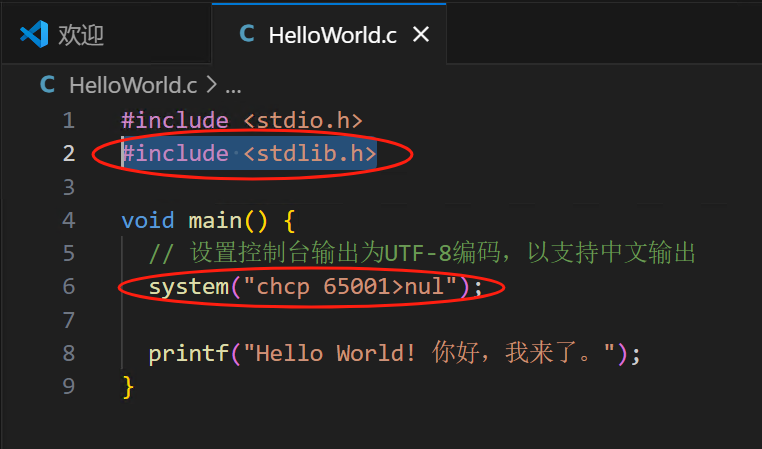 欢迎
C HelloWorld.c ×
C HelloWorld.c > ...
1 #include <stdio.h>
2 #include <stdlib.h>
3
4 void main() {
5 // 设置控制台输出为UTF-8编码，以支持中文输出
6 system("chcp 65001>nul");
7
8 printf("Hello World! 你好，我来了。");
9 }